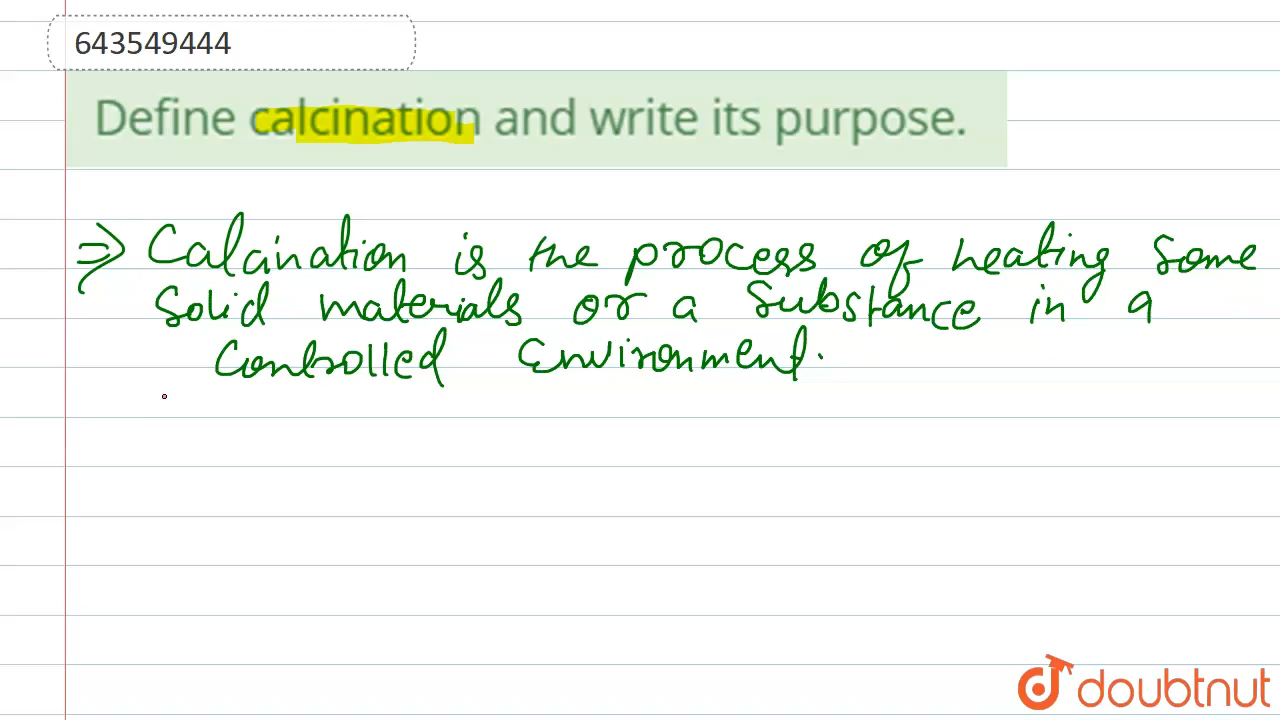 643549444
Define calcination and write its purpose.
⇒ Calcination is the process of heating some
solid materials or a substance in a
controlled environment.
doubtnut